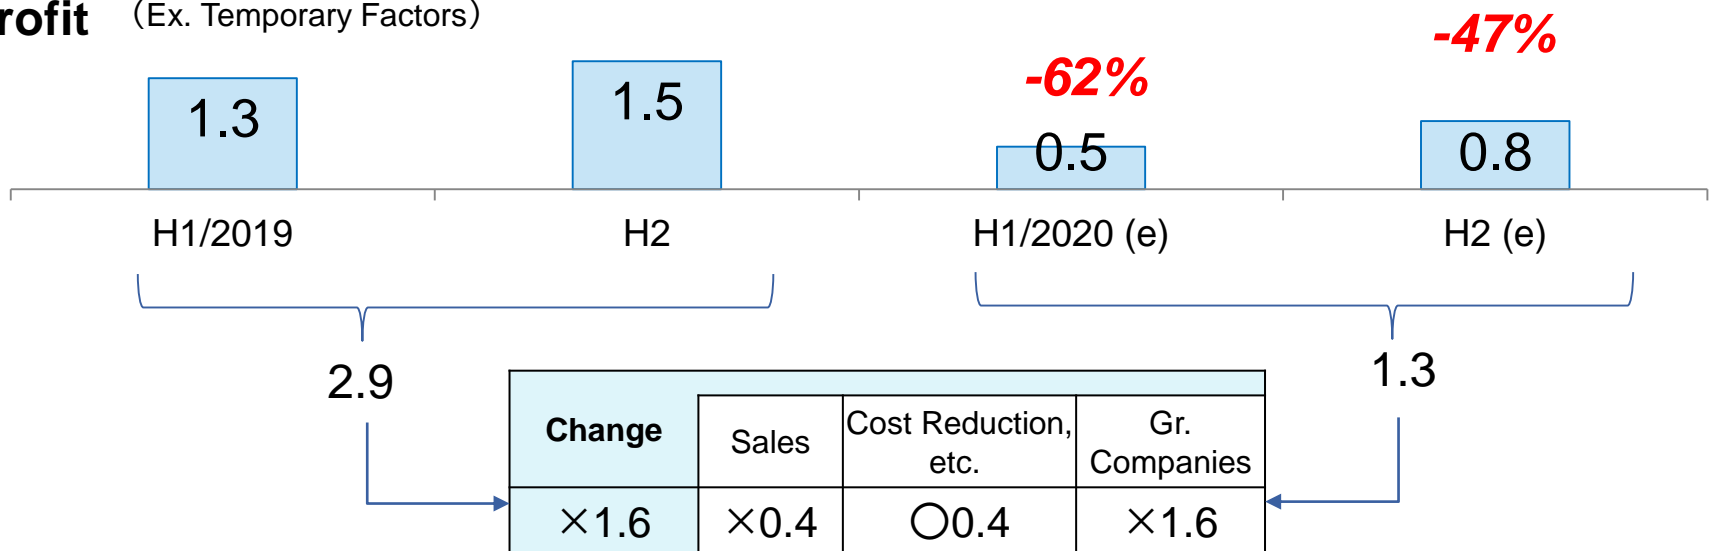 rofit （Ex. Temporary Factors）
-62%
-47%
1.3
1.5
0.5
0.8
H1/2019
H2
H1/2020 (e)
H2 (e)
2.9
1.3
Change
Sales
Cost Reduction,
etc.
Gr.
Companies
×1.6
×0.4
○0.4
×1.6